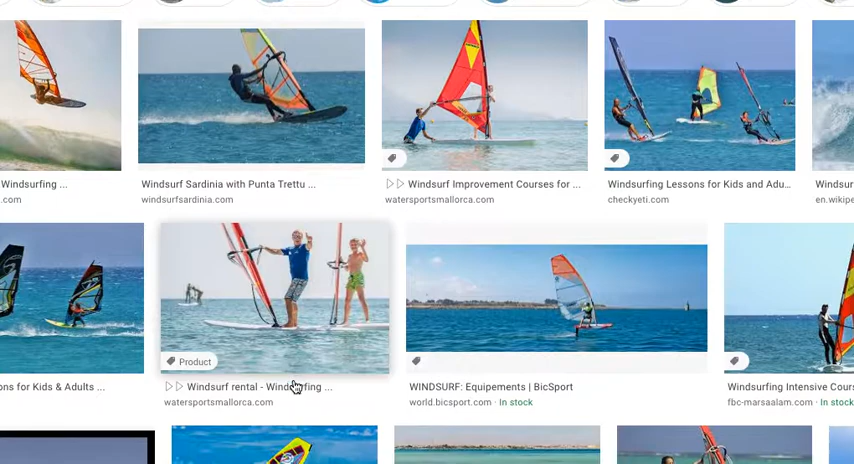 Windsurfing ...
.com
Windsurf Sardinia with Punta Trettu ...
windsurfsardinia.com
▷▷ Windsurf Improvement Courses for ...
watersportsmallorca.com
Windsurfing Lessons for Kids and Adu...
checkyeti.com
Windsur
en.wikipe
ons for Kids & Adults ...
Product
▷▷ Windsurf rental - Windsurfing ...
watersportsmallorca.com
WINDSURF: Equipements | BicSport
world.bicsport.com · In stock
Windsurfing Intensive Cours
fbc-marsaalam.com · In stock